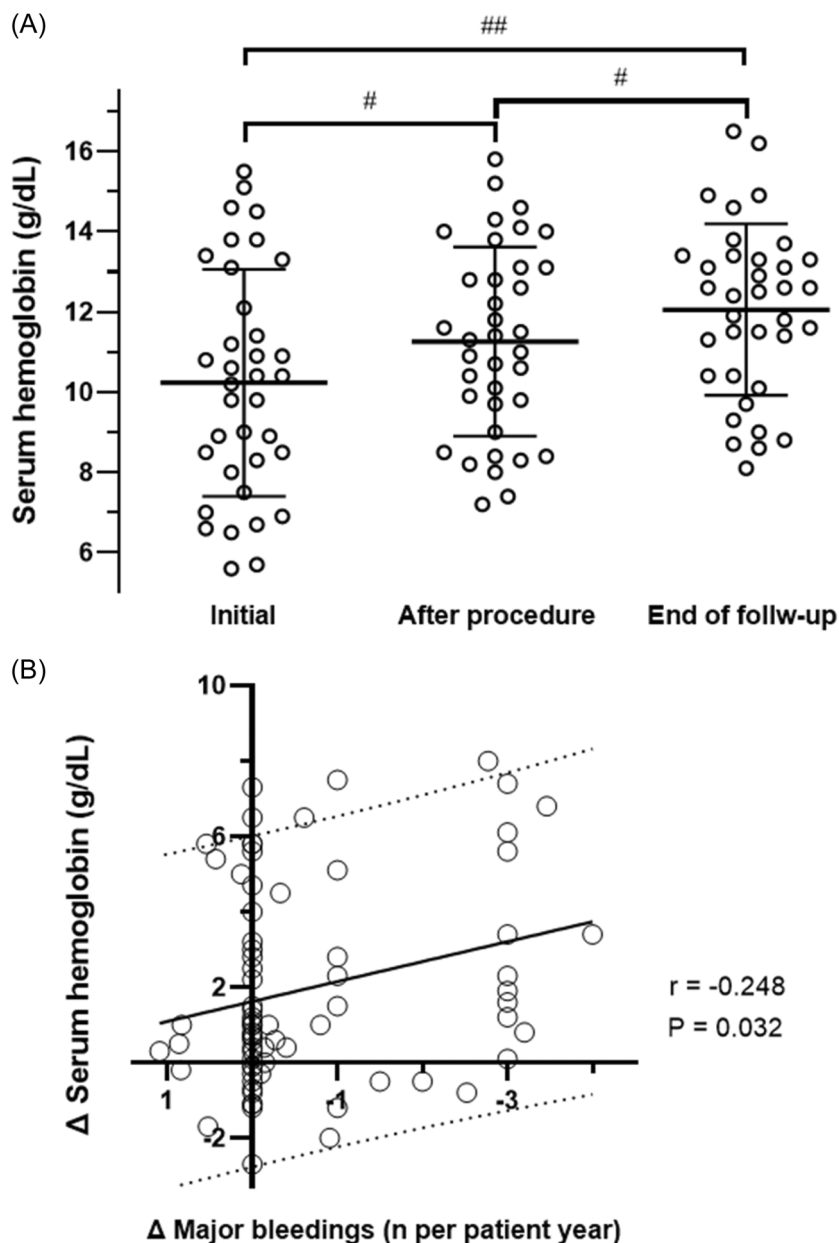 (A)
##
#
#
Serum hemoglobin (g/dL)
16
14
12
10
8
6
Initial
After procedure
End of follw-up
(B)
Δ Serum hemoglobin (g/dL)
10
6
2
-2
1
-1
-3
r = -0.248
P = 0.032
Δ Major bleedings (n per patient year)